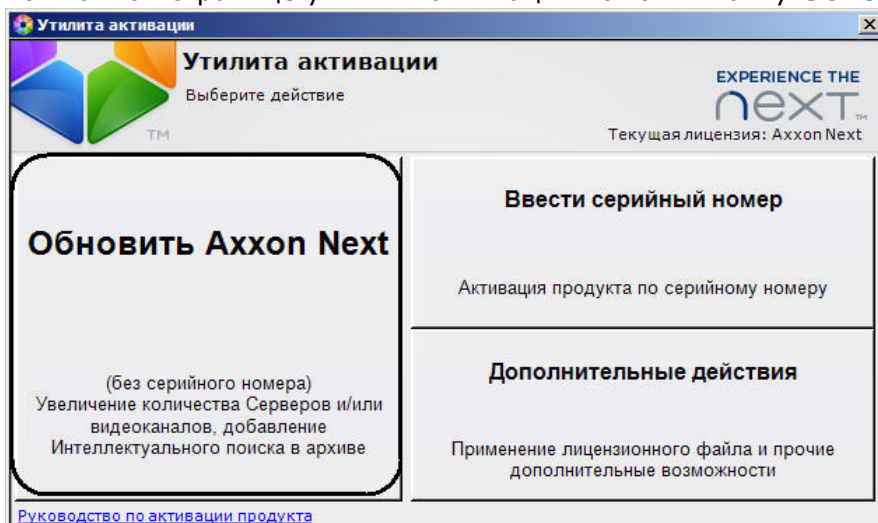 Утилита активации
Утилита активации
Выберите действие
TM
EXPERIENCE THE
next TM
Текущая лицензия: Axxon Next
Обновить Axxon Next
(без серийного номера)
Увеличение количества Серверов и/или
видеоканалов, добавление
Интеллектуального поиска в архиве
Ввести серийный номер
Активация продукта по серийному номеру
Дополнительные действия
Применение лицензионного файла и прочие
дополнительные возможности
Руководство по активации продукта